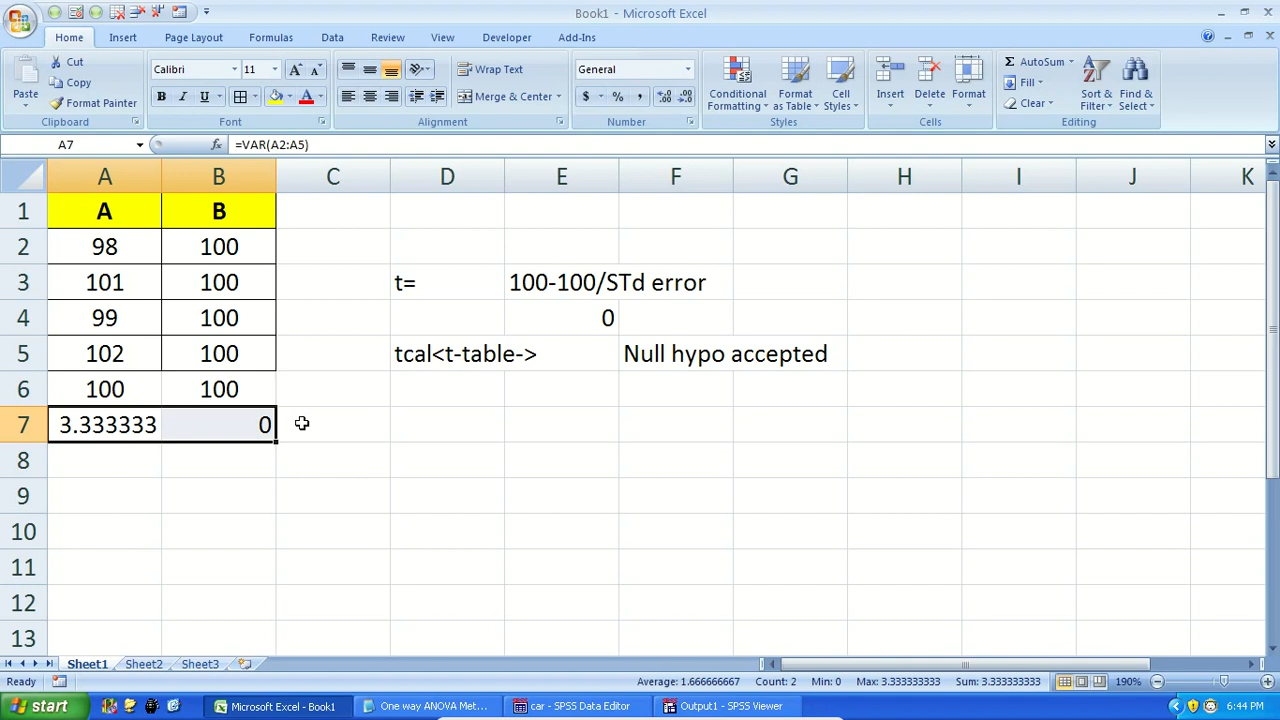 Book1 - Microsoft Excel
Home Insert Page Layout Formulas Data Review View Developer Add-Ins
Paste Cut Copy Format Painter Clipboard
Calibri 11 B I U A A A Font
Wrap Text Merge & Center Alignment
General $ % , Number
Conditional Formatting Format as Table Cell Styles Styles
Insert Delete Format Cells
AutoSum Fill Clear Sort & Filter Find & Select Editing
A7 fx =VAR(A2:A5)
A B C D E F G H I J K
1 A B
2 98 100
3 101 100 t= 100-100/STd error
4 99 100 0
5 102 100 tcal<t-table-> Null hypo accepted
6 100 100
7 3.333333 0
8
9
10
11
12
13
Sheet1 Sheet2 Sheet3
Ready Average: 1.666666667 Count: 2 Min: 0 Max: 3.333333333 Sum: 3.333333333 190%
start Microsoft Excel - Book1 One way ANOVA Met... car - SPSS Data Editor Output1 - SPSS Viewer 6:44 PM